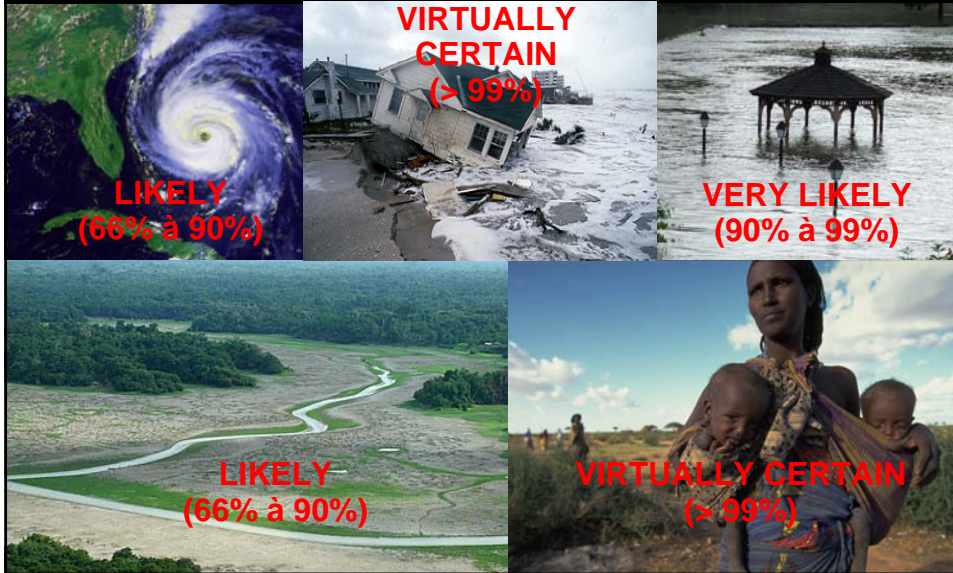 VIRTUALLY
CERTAIN
(> 99%)
LIKELY
(66% à 90%)
VERY LIKELY
(90% à 99%)
LIKELY
(66% à 90%)
VIRTUALLY CERTAIN
(> 99%)